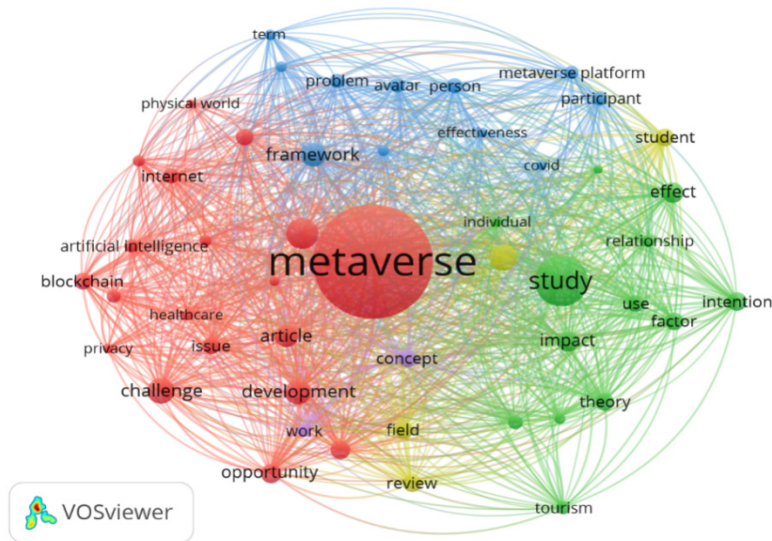 term
problem
avatar
person
metaverse platform
participant
physical world
effectiveness
student
framework
covid
internet
effect
individual
artificial intelligence
relationship
metaverse
blockchain
study
intention
use
healthcare
factor
privacy
issue
article
impact
concept
challenge
development
theory
work
field
opportunity
review
tourism
VOSviewer